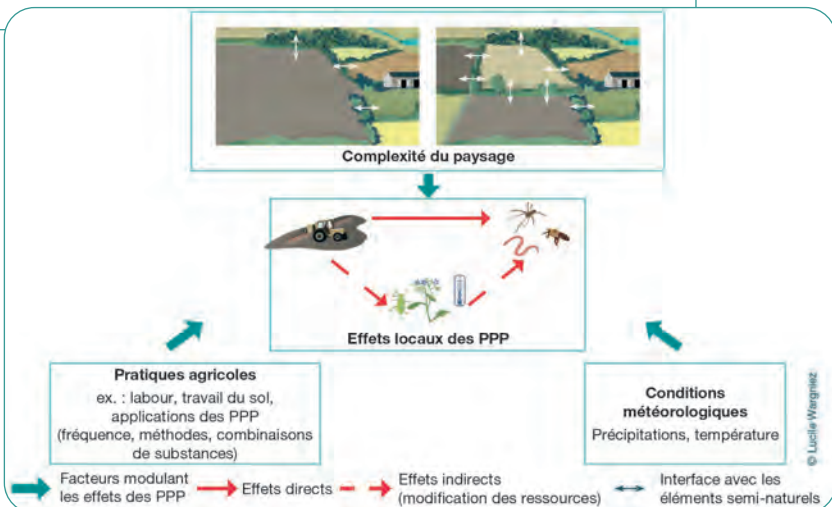 Complexité du paysage
Effets locaux des PPP
Pratiques agricoles
ex. : labour, travail du sol,
applications des PPP
(fréquence, méthodes, combinaisons
de substances)
Conditions
météorologiques
Précipitations, température
© Lucile Wargniez
Facteurs modulant
les effets des PPP
Effets directs
Effets indirects
(modification des ressources)
Interface avec les
éléments semi-naturels